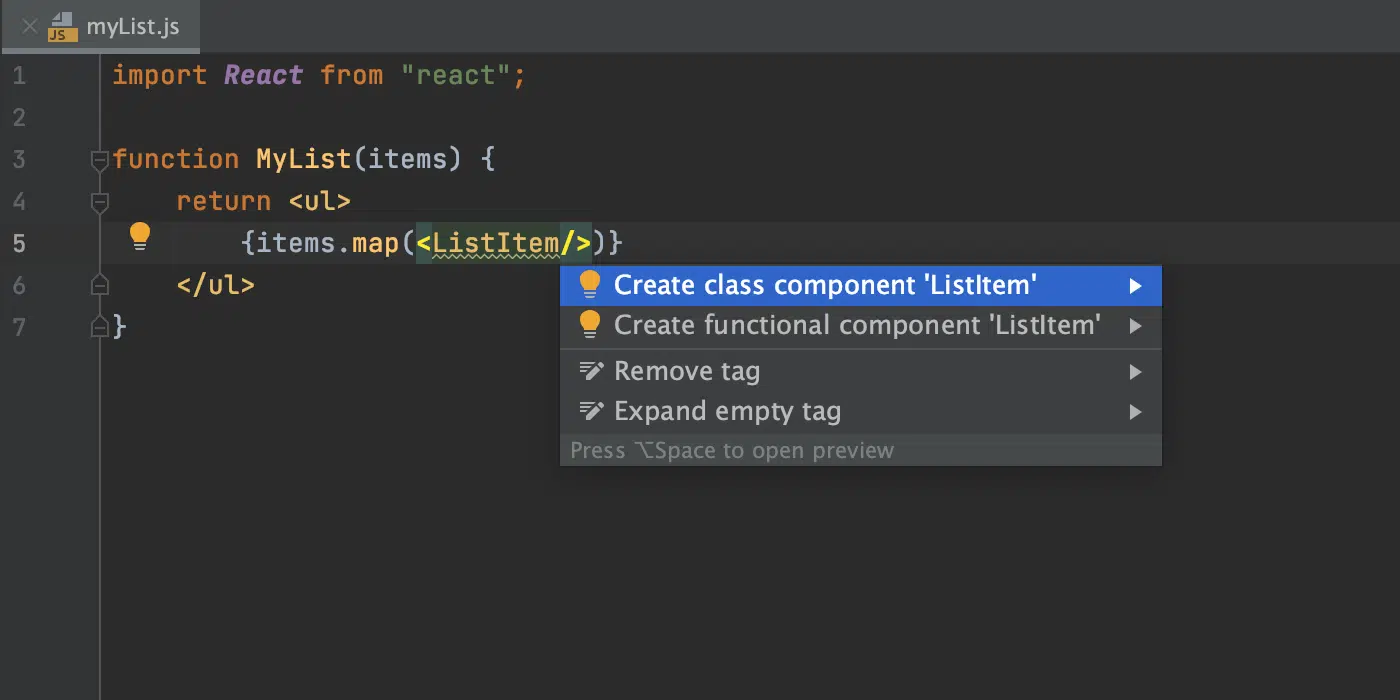 JS myList.js
1 import React from "react";
2
3 function MyList(items) {
4 return <ul>
5 {items.map(<ListItem/>)}
6 </ul>
7 }
Create class component 'ListItem'
Create functional component 'ListItem'
Remove tag
Expand empty tag
Press ⌥Space to open preview